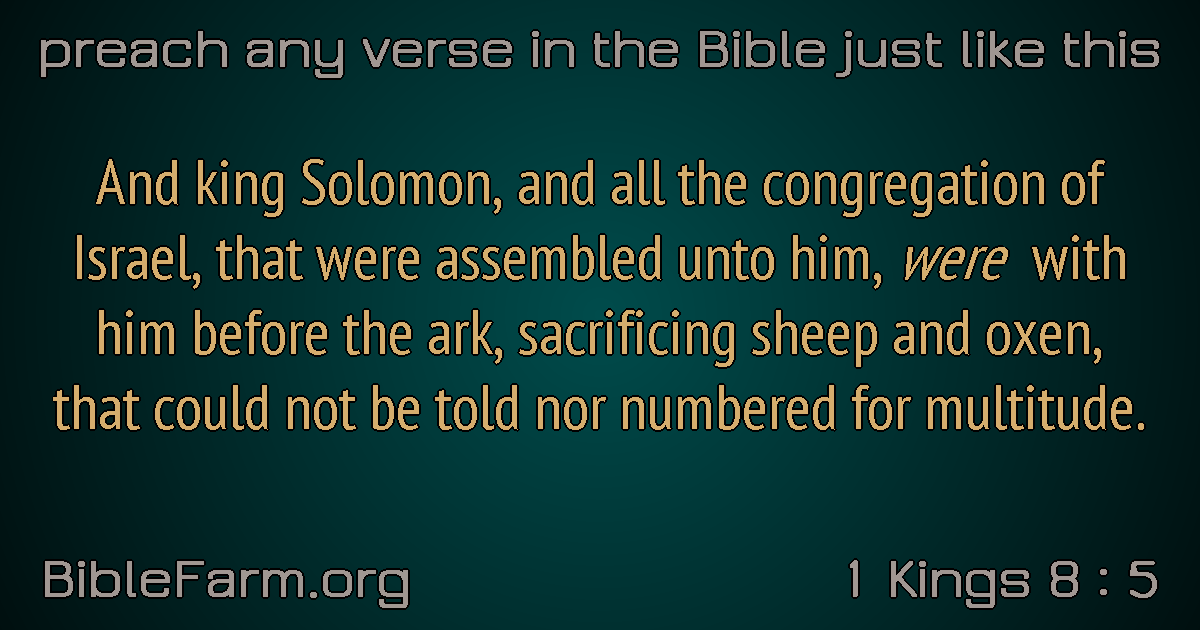 preach any verse in the Bible just like this
And king Solomon, and all the congregation of
Israel, that were assembled unto him, were with
him before the ark, sacrificing sheep and oxen,
that could not be told nor numbered for multitude.
BibleFarm.org
1 Kings 8 : 5